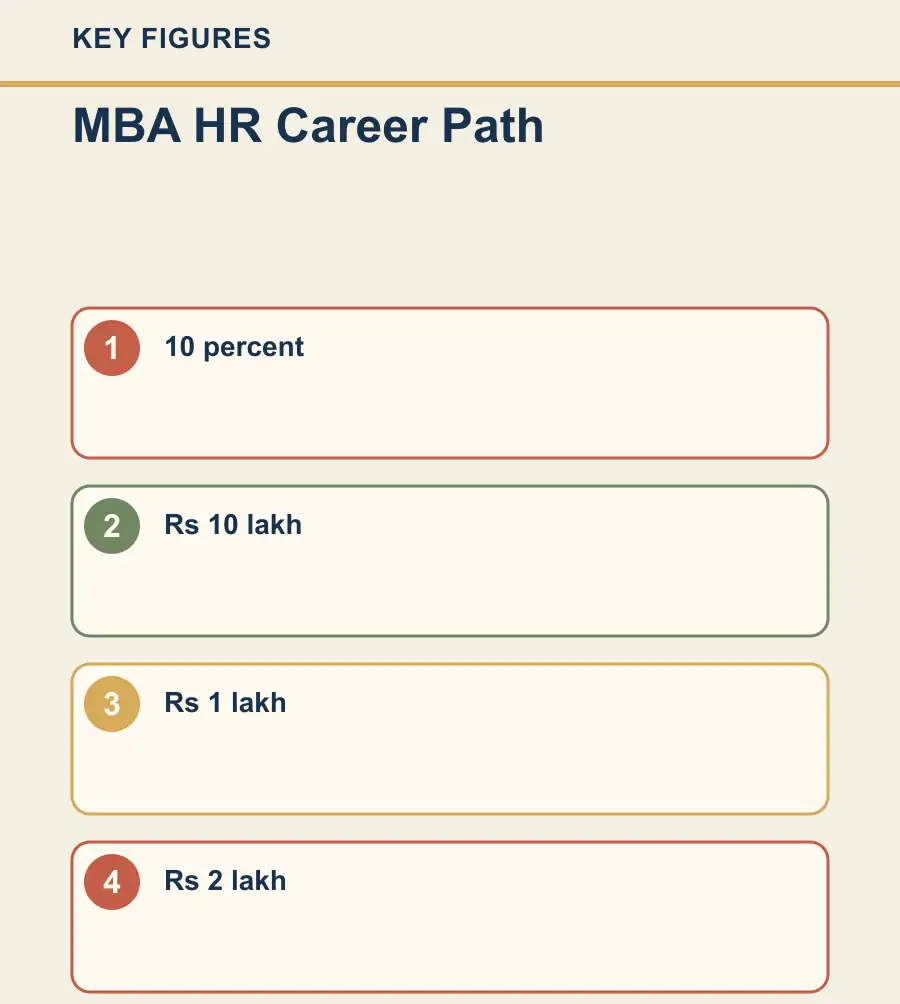 KEY FIGURES
MBA HR Career Path
1
10 percent
2
Rs 10 lakh
3
Rs 1 lakh
4
Rs 2 lakh